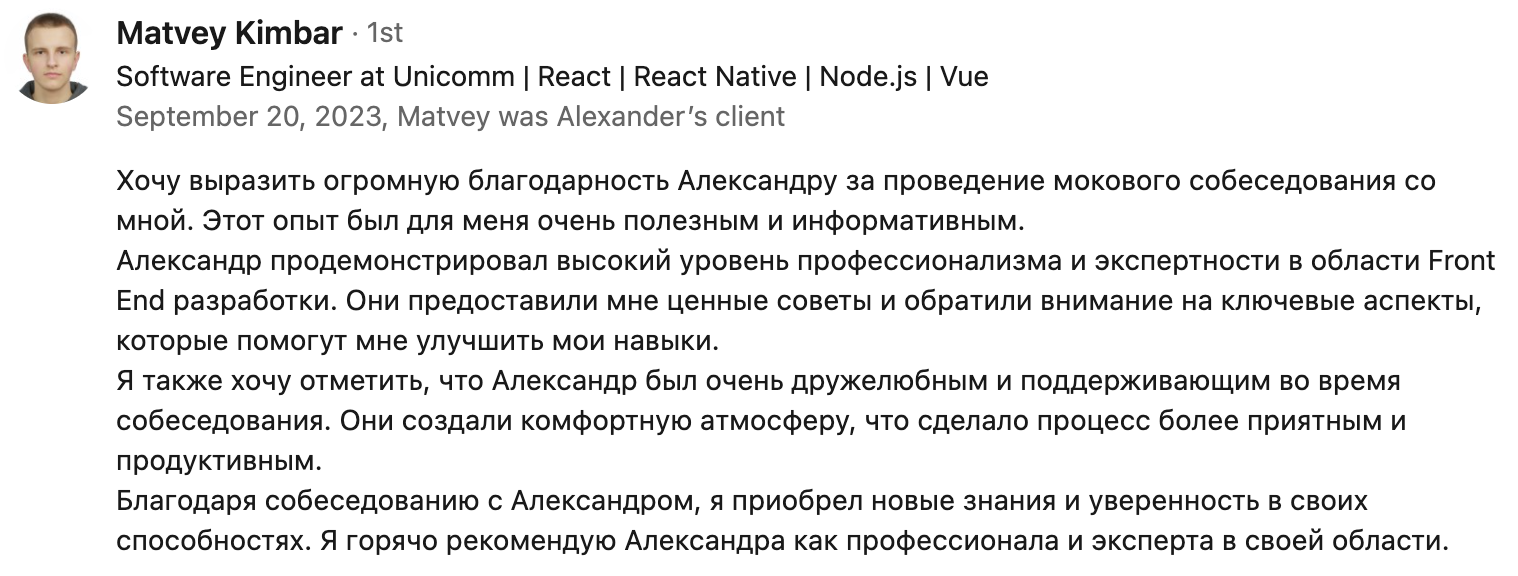 Matvey Kimbar · 1st
Software Engineer at Unicomm | React | React Native | Node.js | Vue
September 20, 2023, Matvey was Alexander’s client
Хочу выразить огромную благодарность Александру за проведение мокового собеседования со
мной. Этот опыт был для меня очень полезным и информативным.
Александр продемонстрировал высокий уровень профессионализма и экспертности в области Front
End разработки. Они предоставили мне ценные советы и обратили внимание на ключевые аспекты,
которые помогут мне улучшить мои навыки.
Я также хочу отметить, что Александр был очень дружелюбным и поддерживающим во время
собеседования. Они создали комфортную атмосферу, что сделало процесс более приятным и
продуктивным.
Благодаря собеседованию с Александром, я приобрел новые знания и уверенность в своих
способностях. Я горячо рекомендую Александра как профессионала и эксперта в своей области.